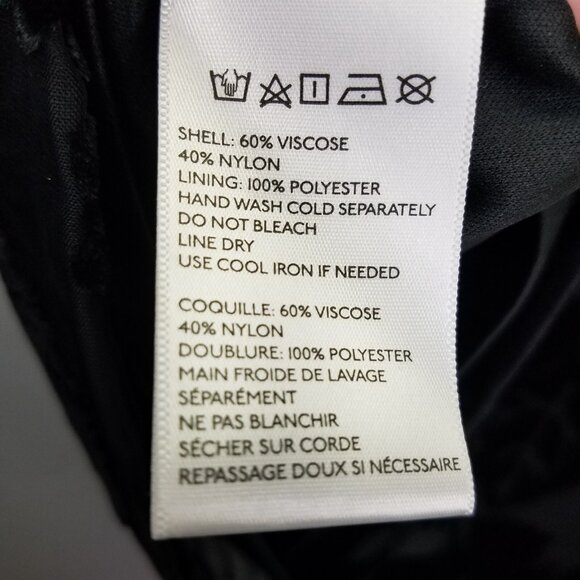 SHELL: 60% VISCOSE
40% NYLON
LINING: 100% POLYESTER
HAND WASH COLD SEPARATELY
DO NOT BLEACH
LINE DRY
USE COOL IRON IF NEEDED
COQUILLE: 60% VISCOSE
40% NYLON
DOUBLURE: 100% POLYESTER
MAIN FROIDE DE LAVAGE
SÉPARÉMENT
NE PAS BLANCHIR
SÉCHER SUR CORDE
REPASSAGE DOUX SI NÉCESSAIRE